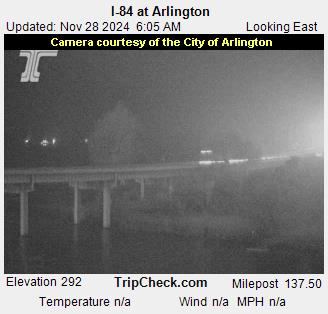 I-84 at Arlington
Updated: Nov 28 2024 6:05 AM Looking East
Camera courtesy of the City of Arlington
Elevation 292 TripCheck.com Milepost 137.50
Temperature n/a Wind n/a MPH n/a